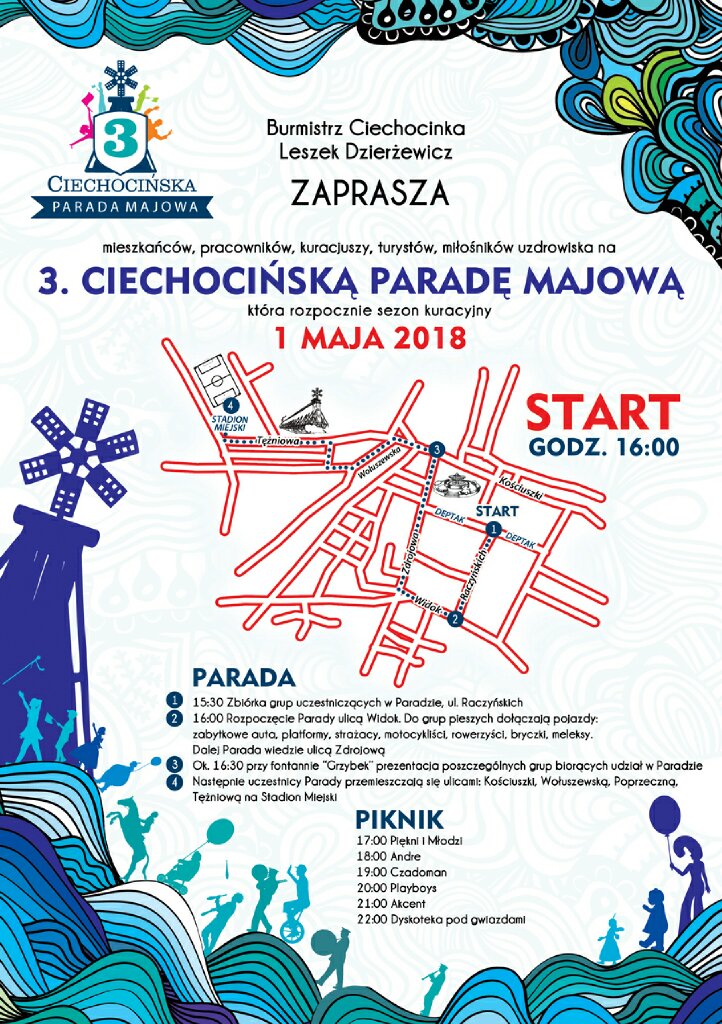 3
CIECHOCIŃSKA
PARADA MAJOWA
Burmistrz Ciechocinka
Leszek Dzierżewicz
ZAPRASZA
mieszkańców, pracowników, kuracjuszy, turystów, miłośników uzdrowiska na
3. CIECHOCIŃSKĄ PARADĘ MAJOWĄ
która rozpocznie sezon kuracyjny
1 MAJA 2018
START
GODZ. 16:00
4
STADION
MIEJSKI
Tężniowa
Wołuszewska
3
Kościuszki
START
DEPTAK
1
DEPTAK
Zdrojowa
Raczyńskich
Widok
2
PARADA
1 15:30 Zbiórka grup uczestniczących w Paradzie, ul. Raczyńskich
2 16:00 Rozpoczęcie Parady ulicą Widok. Do grup pieszych dołączają pojazdy:
zabytkowe auta, platformy, strażacy, motocykliści, rowerzyści, bryczki, meleksy.
Dalej Parada wiedzie ulicą Zdrojową
3 Ok. 16:30 przy fontannie "Grzybek" prezentacja poszczególnych grup biorących udział w Paradzie
4 Następnie uczestnicy Parady przemieszczają się ulicami: Kościuszki, Wołuszewską, Poprzeczną,
Tężniową na Stadion Miejski
PIKNIK
17:00 Piękni i Młodzi
18:00 Andre
19:00 Czadoman
20:00 Playboys
21:00 Akcent
22:00 Dyskoteka pod gwiazdami